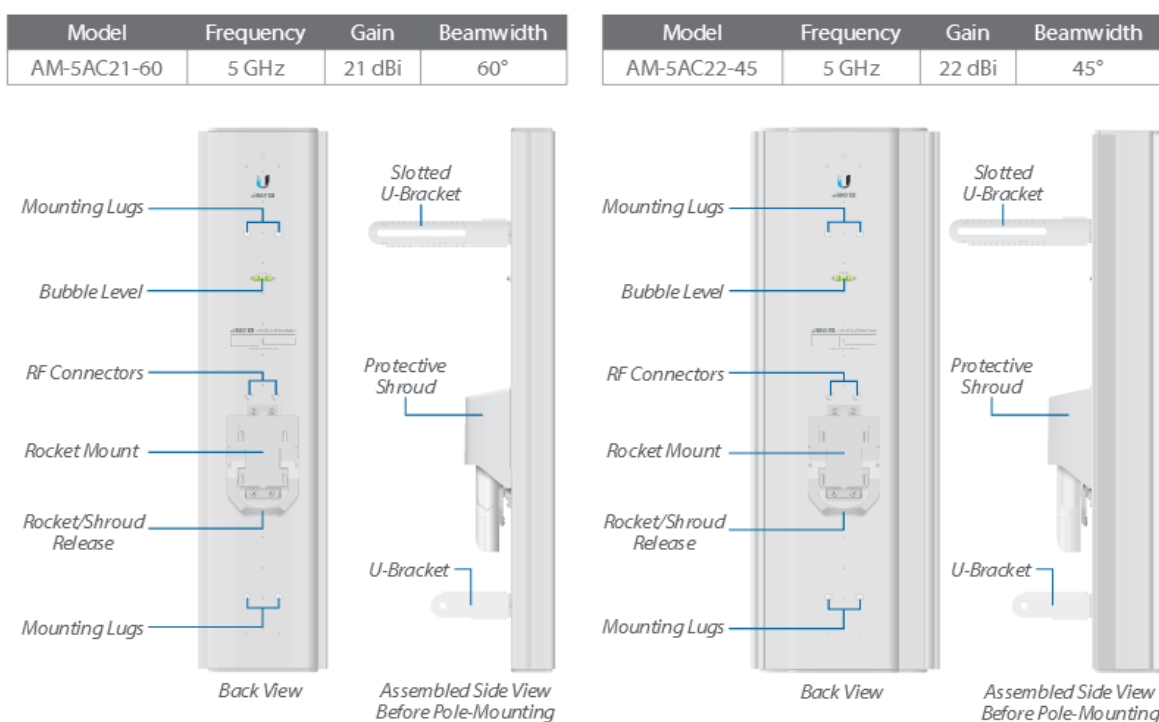 Model Frequency Gain Beamwidth
AM-5AC21-60 5 GHz 21 dBi 60°
Mounting Lugs
Bubble Level
RF Connectors
Rocket Mount
Rocket/Shroud
Release
Mounting Lugs
Back View
Slotted
U-Bracket
Protective
Shroud
U-Bracket
Assembled Side View
Before Pole-Mounting
Model Frequency Gain Beamwidth
AM-5AC22-45 5 GHz 22 dBi 45°
Mounting Lugs
Bubble Level
RF Connectors
Rocket Mount
Rocket/Shroud
Release
Mounting Lugs
Back View
Slotted
U-Bracket
Protective
Shroud
U-Bracket
Assembled Side View
Before Pole-Mounting